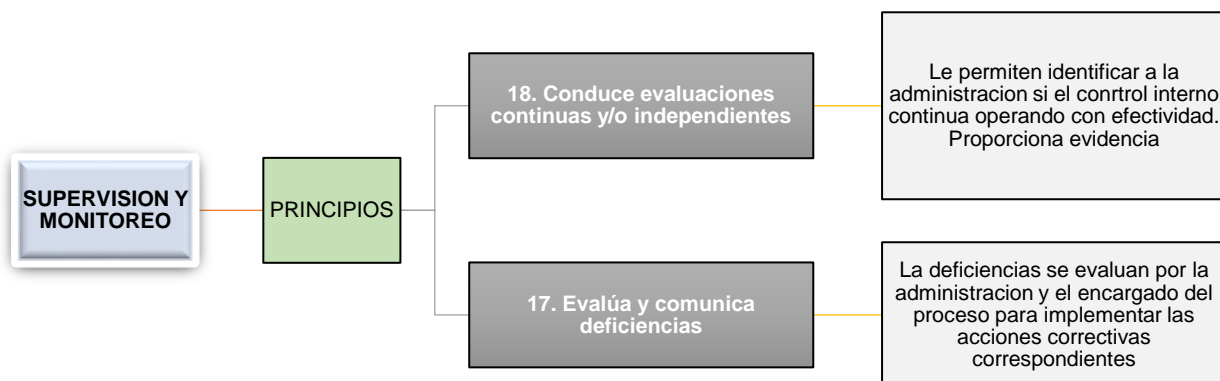 SUPERVISION Y
MONITOREO
PRINCIPIOS
18. Conduce evaluaciones
continuas y/o independientes
Le permiten identificar a la
administracion si el conrtrol interno
continua operando con efectividad.
Proporciona evidencia
17. Evalúa y comunica
deficiencias
La deficiencias se evaluan por la
administracion y el encargado del
proceso para implementar las
acciones correctivas
correspondientes